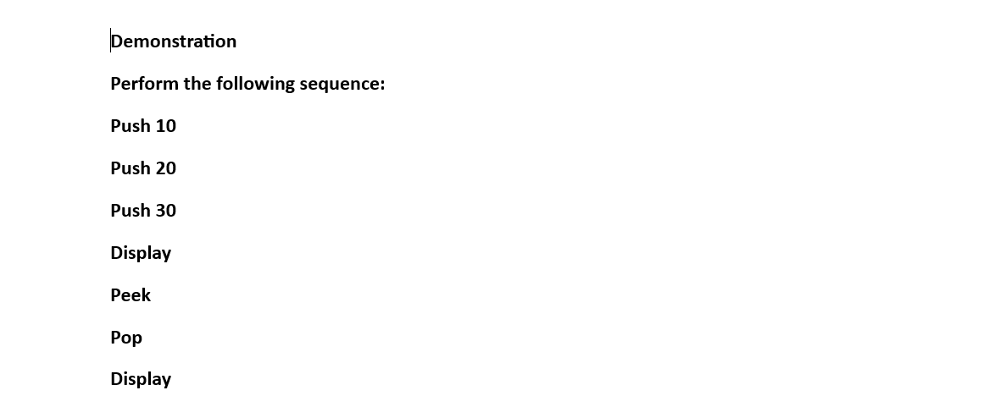 Demonstration
Perform the following sequence:
Push 10
Push 20
Push 30
Display
Peek
Pop
Display